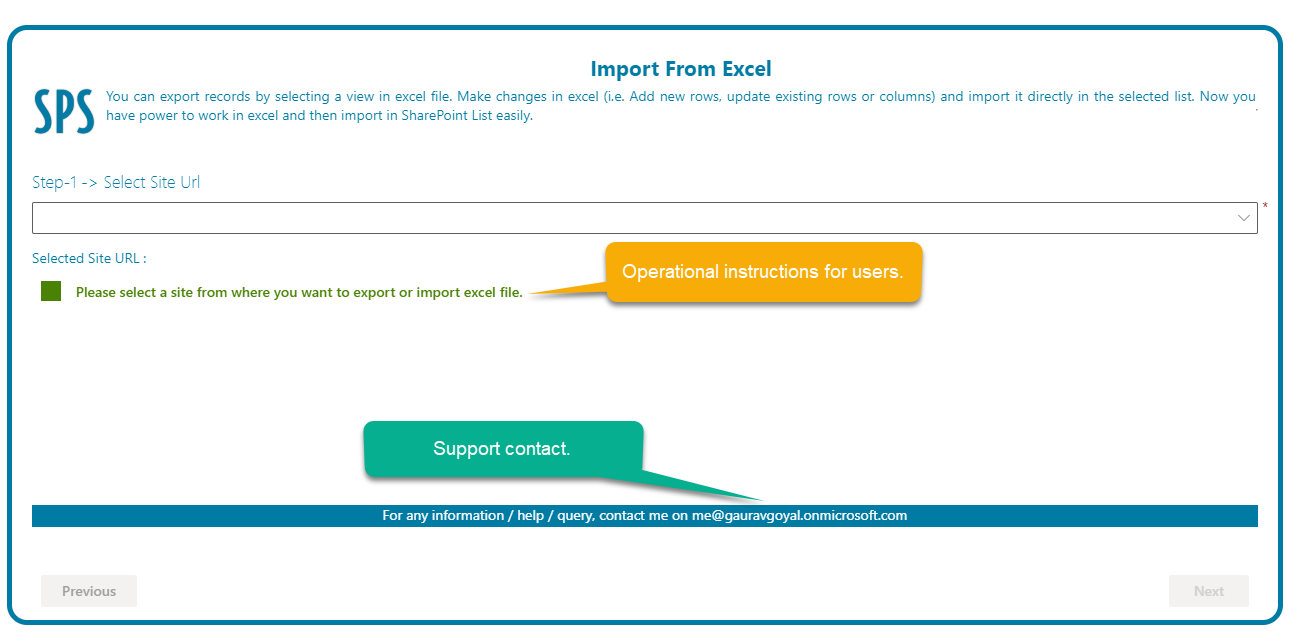 Import From Excel
SPS
You can export records by selecting a view in excel file. Make changes in excel (i.e. Add new rows, update existing rows or columns) and import it directly in the selected list. Now you
have power to work in excel and then import in SharePoint List easily.
Step-1 -> Select Site Url
*
Selected Site URL :
Operational instructions for users.
Please select a site from where you want to export or import excel file.
Support contact.
For any information / help / query, contact me on me@gauravgoyal.onmicrosoft.com
Previous
Next